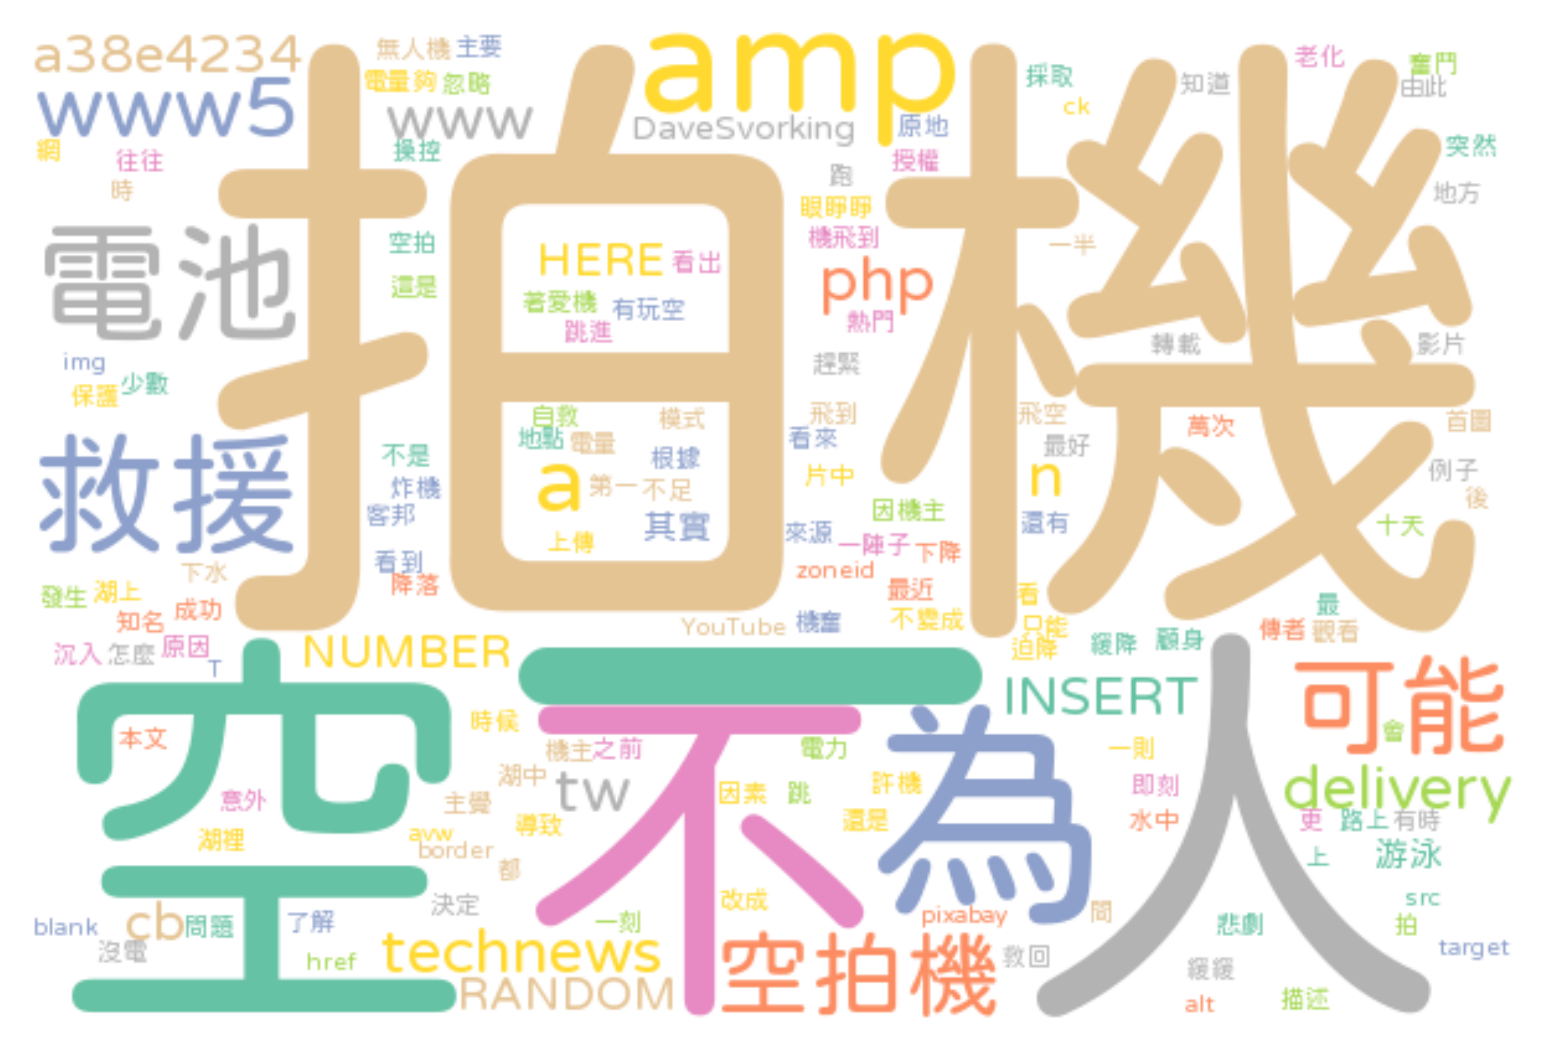 a38e4234
無人機
主要
amp
老化
奮鬥
電量夠
忽略
採取
知道
由此
www5
www
DaveSvorking
原地
ck
網
往往
操控
授權
突然
時
跑
地方
拍機
眼睜睜
電池
空拍
HERE
看出
機飛到
一半
這是
著愛機
有玩空
php
跳進
熱門
轉載
影片
img
保護
少數
趕緊
自救
模式
飛到
飛空
萬次
首圖
救援
不是
地點
電量
根據
看來
最好
例子
炸機
a
第一
不足
片中
n
後
客邦
其實
因機主
還有
十天
上傳
來源
一陣子
下降
看到
下水
降落
zoneid
最近
看
發生
湖上
知名
成功
YouTube
機奮
不變成
只能
最
傳者
觀看
沉入
怎麼
原因
T
NUMBER
迫降
緩降
顧身
空
一
不
為
人
INSERT
可能
會
本文
時候
機主
之前
電力
一則
湖中
tw
因素
跳
許機
即刻
delivery
意外
主覺
導致
還是
水中
更
路上
有時
湖裡
avw
border
都
上
游泳
決定
改成
src
blank
cb
問題
了解
一刻
pixabay
問
悲劇
拍
沒電
href
technews
空拍機
救回
緩緩
target
RANDOM
alt
描述